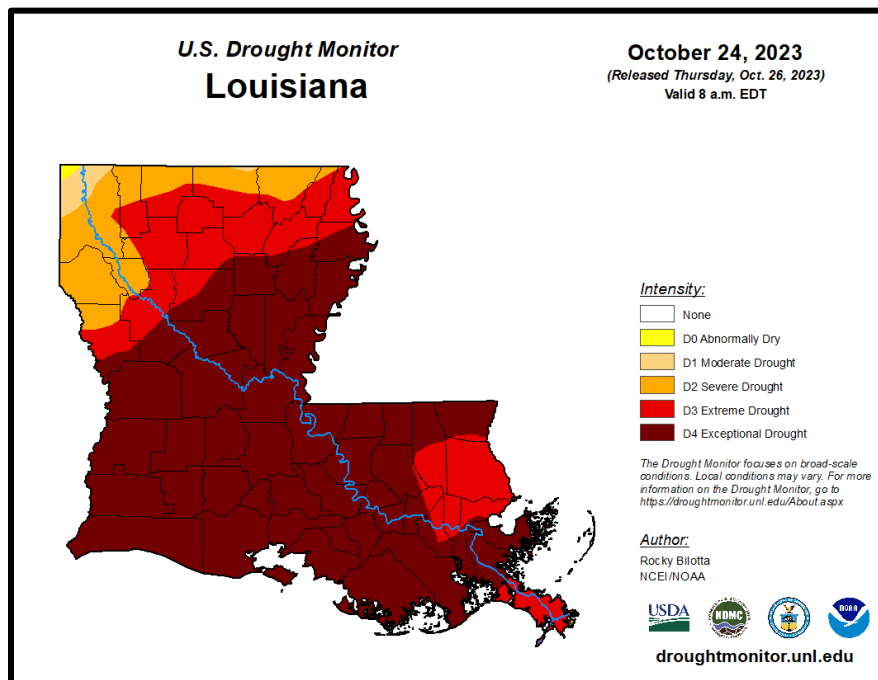 U.S. Drought Monitor
Louisiana
October 24, 2023
(Released Thursday, Oct. 26, 2023)
Valid 8 a.m. EDT
Intensity:
None
D0 Abnormally Dry
D1 Moderate Drought
D2 Severe Drought
D3 Extreme Drought
D4 Exceptional Drought
The Drought Monitor focuses on broad-scale
conditions. Local conditions may vary. For more
information on the Drought Monitor, go to
https://droughtmonitor.unl.edu/About.aspx
Author:
Rocky Bilotta
NCEI/NOAA
USDA
NDMC
NOAA
droughtmonitor.unl.edu